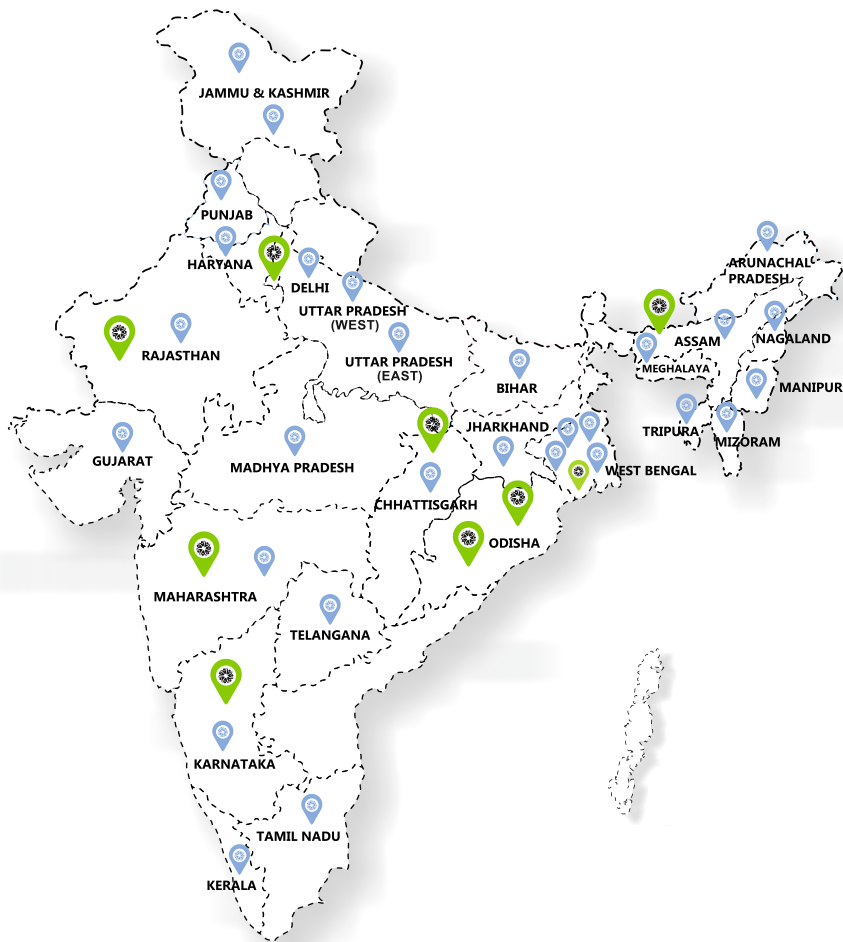 JAMMU & KASHMIR
PUNJAB
HARYANA
DELHI
ARUNACHAL
PRADESH
UTTAR PRADESH
(WEST)
RAJASTHAN
UTTAR PRADESH
(EAST)
ASSAM
NAGALAND
MEGHALAYA
BIHAR
MANIPUR
JHARKHAND
TRIPURA
MIZORAM
GUJARAT
MADHYA PRADESH
WEST BENGAL
CHHATTISGARH
ODISHA
MAHARASHTRA
TELANGANA
KARNATAKA
TAMIL NADU
KERALA